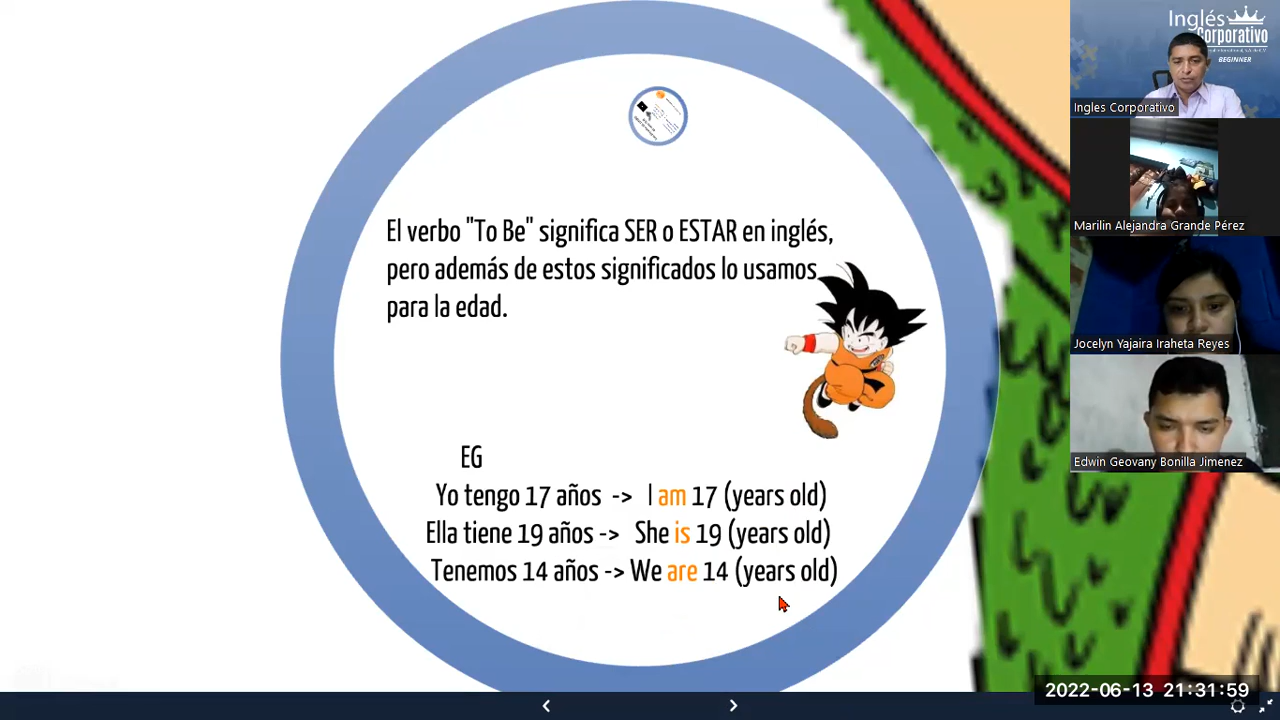 El verbo "To Be" significa SER o ESTAR en inglés,
pero además de estos significados lo usamos
para la edad.
EG
Yo tengo 17 años -> I am 17 (years old)
Ella tiene 19 años -> She is 19 (years old)
Tenemos 14 años -> We are 14 (years old)
Inglés
Corporativo
BEGINNER
Ingles Corporativo
Marilin Alejandra Grande Pérez
Jocelyn Yajaira Iraheta Reyes
Edwin Geovany Bonilla Jimenez
2022-06-13 21:31:59